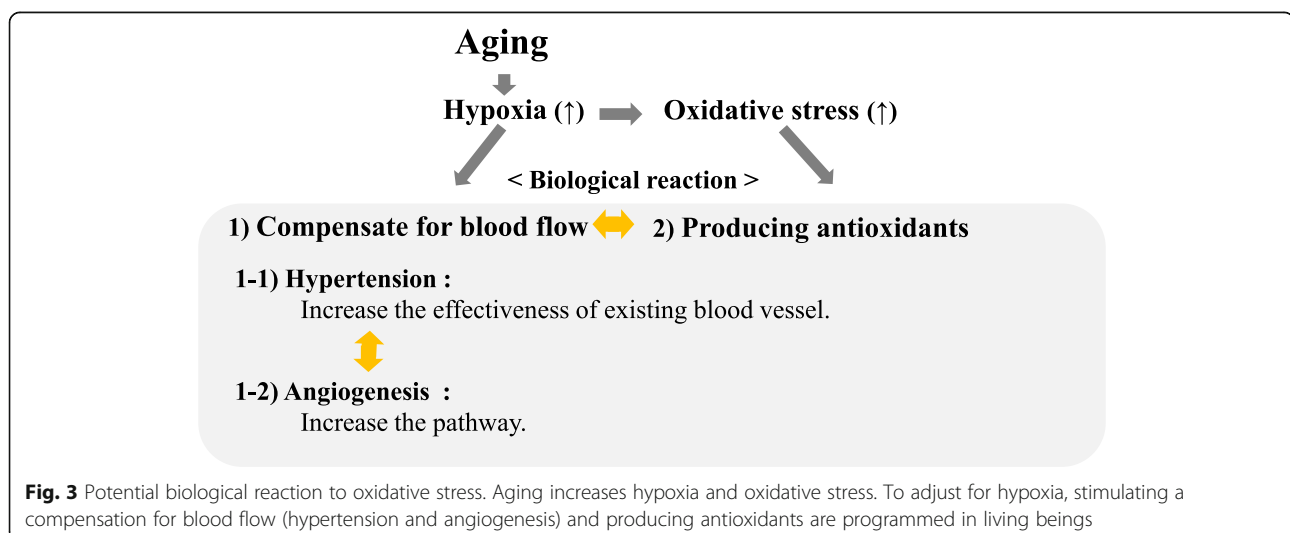 Aging
Hypoxia (↑)
Oxidative stress (↑)
< Biological reaction >
1) Compensate for blood flow
2) Producing antioxidants
1-1) Hypertension :
Increase the effectiveness of existing blood vessel.
1-2) Angiogenesis :
Increase the pathway.
Fig. 3 Potential biological reaction to oxidative stress. Aging increases hypoxia and oxidative stress. To adjust for hypoxia, stimulating a
compensation for blood flow (hypertension and angiogenesis) and producing antioxidants are programmed in living beings